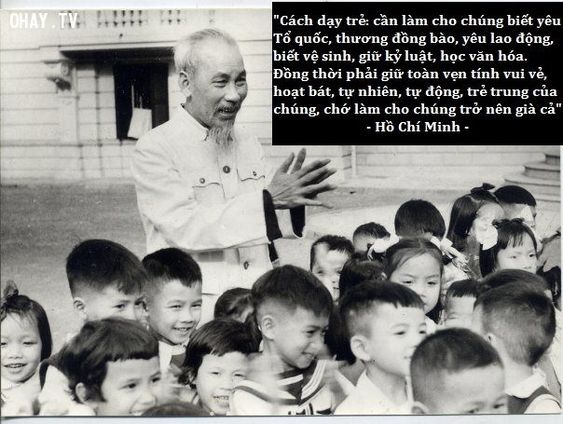 OHAY.TV
"Cách dạy trẻ: cần làm cho chúng biết yêu
Tổ quốc, thương đồng bào, yêu lao động,
biết vệ sinh, giữ kỷ luật, học văn hóa.
Đồng thời phải giữ toàn vẹn tính vui vẻ,
hoạt bát, tự nhiên, tự động, trẻ trung của
chúng, chớ làm cho chúng trở nên già cả"
- Hồ Chí Minh -